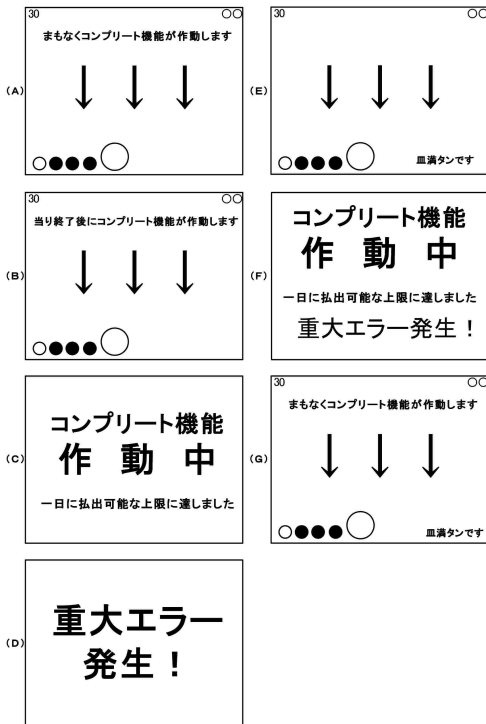 (A)
30 ○○
まもなくコンプリート機能が作動します
(B)
30 ○○
当り終了後にコンプリート機能が作動します
(C)
コンプリート機能
作動中
一日に払出可能な上限に達しました
(D)
重大エラー
発生！
(E)
30 ○○
皿満タンです
(F)
コンプリート機能
作動中
一日に払出可能な上限に達しました
重大エラー発生！
(G)
30 ○○
まもなくコンプリート機能が作動します
皿満タンです